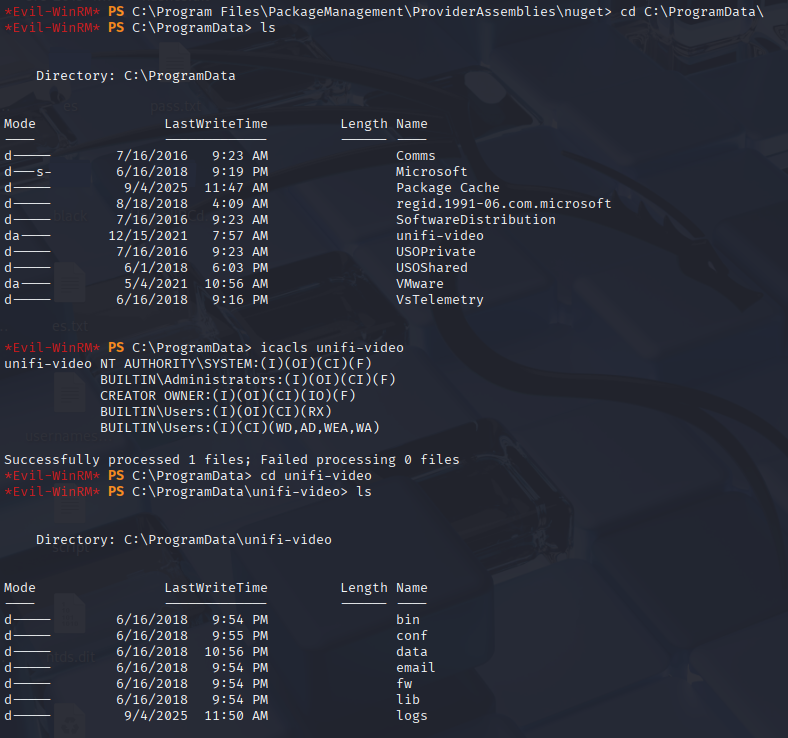 *Evil-WinRM* PS C:\Program Files\PackageManagement\ProviderAssemblies\nuget> cd C:\ProgramData\
*Evil-WinRM* PS C:\ProgramData> ls
Directory: C:\ProgramData
Mode                LastWriteTime         Length Name
----                -------------         ------ ----
d-----        7/16/2016   9:23 AM                Comms
d---s-        6/16/2018   9:19 PM                Microsoft
d-----         9/4/2025  11:47 AM                Package Cache
d-----        8/18/2018   4:09 AM                regid.1991-06.com.microsoft
d-----        7/16/2016   9:23 AM                SoftwareDistribution
da----       12/15/2021   7:57 AM                unifi-video
d-----        7/16/2016   9:23 AM                USOPrivate
d-----         6/1/2018   6:03 PM                USOShared
da----         5/4/2021  10:56 AM                VMware
d-----        6/16/2018   9:16 PM                VsTelemetry
*Evil-WinRM* PS C:\ProgramData> icacls unifi-video
unifi-video NT AUTHORITY\SYSTEM:(I)(OI)(CI)(F)
BUILTIN\Administrators:(I)(OI)(CI)(F)
CREATOR OWNER:(I)(OI)(CI)(IO)(F)
BUILTIN\Users:(I)(OI)(CI)(RX)
BUILTIN\Users:(I)(CI)(WD,AD,WEA,WA)
Successfully processed 1 files; Failed processing 0 files
*Evil-WinRM* PS C:\ProgramData> cd unifi-video
*Evil-WinRM* PS C:\ProgramData\unifi-video> ls
Directory: C:\ProgramData\unifi-video
Mode                LastWriteTime         Length Name
----                -------------         ------ ----
d-----        6/16/2018   9:54 PM                bin
d-----        6/16/2018   9:55 PM                conf
d-----        6/16/2018  10:56 PM                data
d-----        6/16/2018   9:54 PM                email
d-----        6/16/2018   9:54 PM                fw
d-----        6/16/2018   9:54 PM                lib
d-----         9/4/2025  11:50 AM                logs